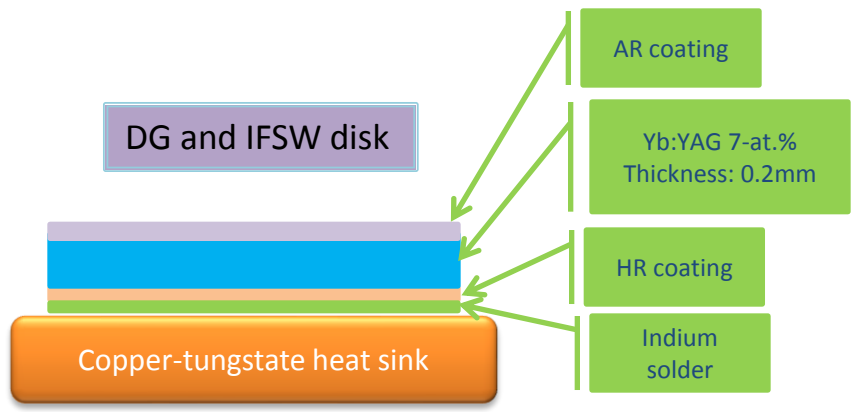 AR coating
DG and IFSW disk
Yb:YAG 7-at.%
Thickness: 0.2mm
HR coating
Indium
solder
Copper-tungstate heat sink